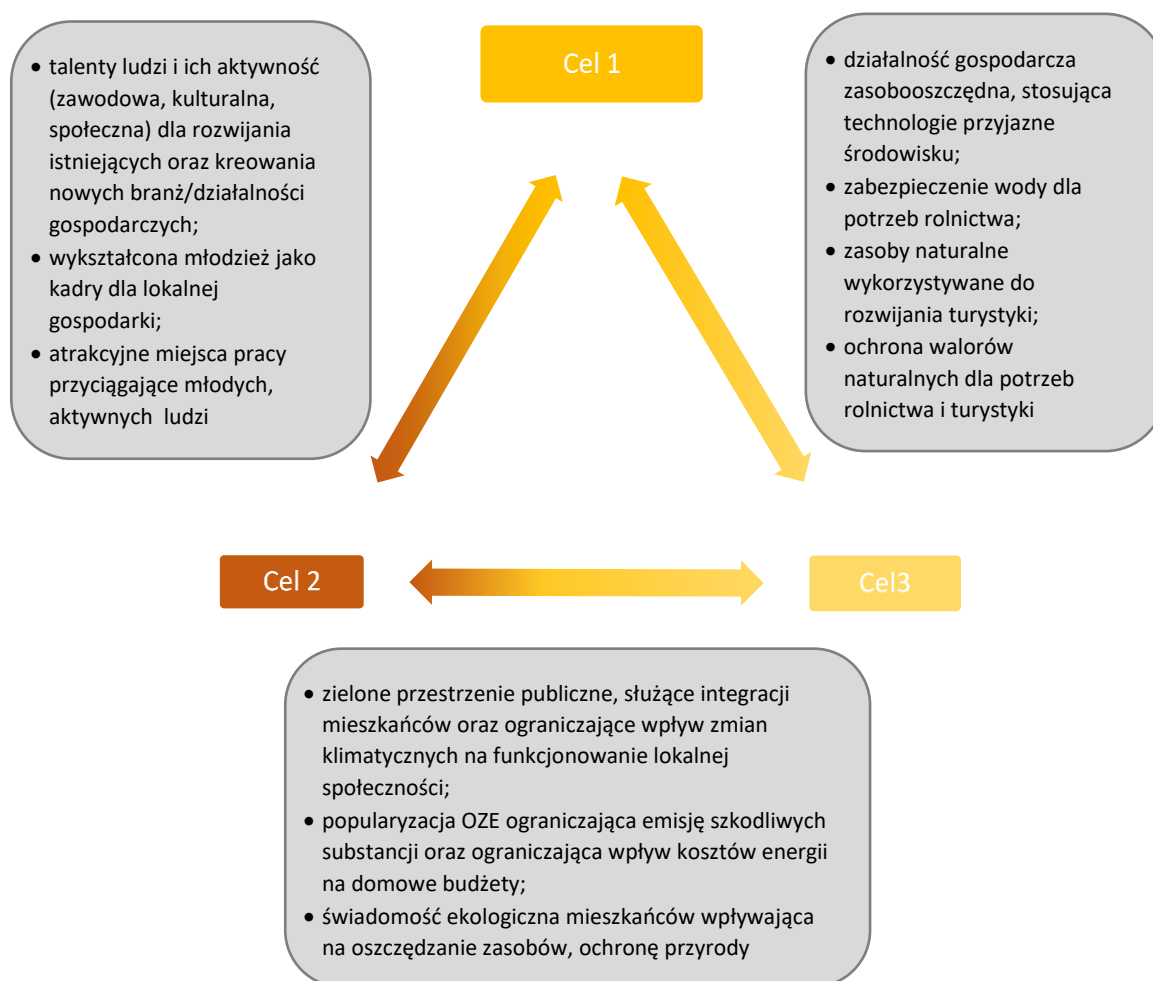 Cel 1
• talenty ludzi i ich aktywność
(zawodowa, kulturalna,
społeczna) dla rozwijania
istniejących oraz kreowania
nowych branż/działalności
gospodarczych;
• wykształcona młodzież jako
kadry dla lokalnej
gospodarki;
• atrakcyjne miejsca pracy
przyciągające młodych,
aktywnych ludzi
• działalność gospodarcza
zasobooszczędna, stosująca
technologie przyjazne
środowisku;
• zabezpieczenie wody dla
potrzeb rolnictwa;
• zasoby naturalne
wykorzystywane do
rozwijania turystyki;
• ochrona walorów
naturalnych dla potrzeb
rolnictwa i turystyki
Cel 2
Cel3
• zielone przestrzenie publiczne, służące integracji
mieszkańców oraz ograniczające wpływ zmian
klimatycznych na funkcjonowanie lokalnej
społeczności;
• popularyzacja OZE ograniczająca emisję szkodliwych
substancji oraz ograniczająca wpływ kosztów energii
na domowe budżety;
• świadomość ekologiczna mieszkańców wpływająca
na oszczędzanie zasobów, ochronę przyrody